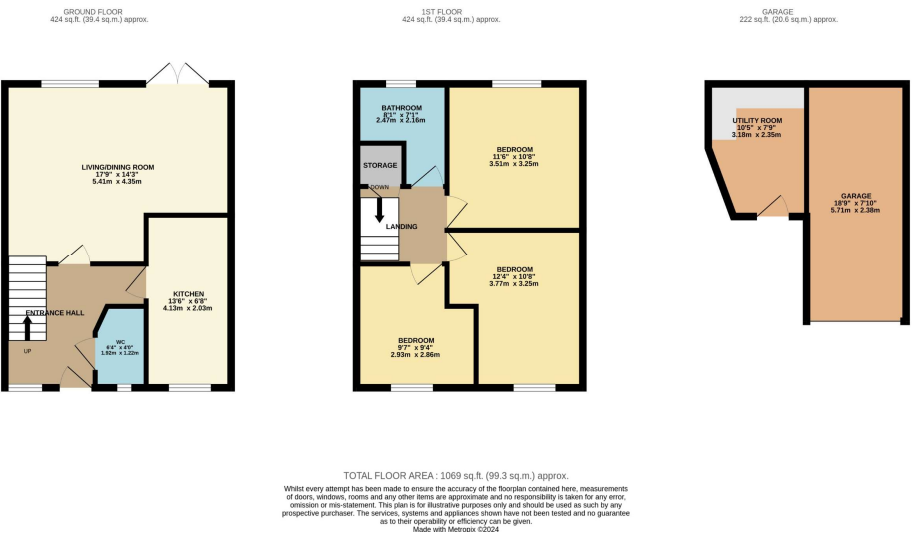 GROUND FLOOR
424 sq.ft. (39.4 sq.m.) approx.
1ST FLOOR
424 sq.ft. (39.4 sq.m.) approx.
GARAGE
222 sq.ft. (20.6 sq.m.) approx.
LIVING/DINING ROOM
17'9" x 14'3"
5.41m x 4.35m
KITCHEN
13'6" x 6'8"
4.13m x 2.03m
ENTRANCE HALL
UP
WC
6'4" x 4'0"
1.92m x 1.22m
BATHROOM
8'1" x 7'1"
2.47m x 2.16m
STORAGE
DOWN
LANDING
BEDROOM
11'6" x 10'8"
3.51m x 3.25m
BEDROOM
12'4" x 10'8"
3.77m x 3.25m
BEDROOM
9'7" x 9'4"
2.93m x 2.86m
UTILITY ROOM
10'5" x 7'9"
3.18m x 2.35m
GARAGE
18'9" x 7'10"
5.71m x 2.38m
TOTAL FLOOR AREA : 1069 sq.ft. (99.3 sq.m.) approx.
Whilst every attempt has been made to ensure the accuracy of the floorplan contained here, measurements
of doors, windows, rooms and any other items are approximate and no responsibility is taken for any error,
omission or mis-statement. This plan is for illustrative purposes only and should be used as such by any
prospective purchaser. The services, systems and appliances shown have not been tested and no guarantee
as to their operability or efficiency can be given.
Made with Metropix ©2024